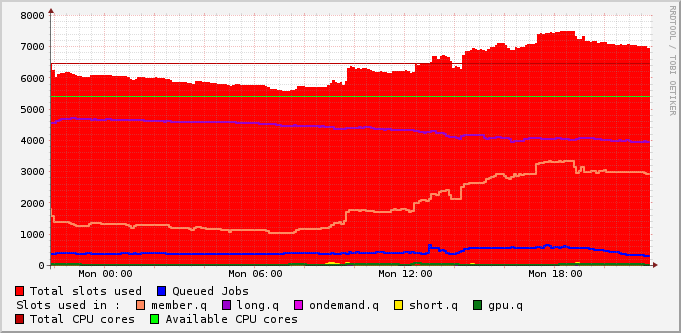 8000
7000
6000
5000
4000
3000
2000
1000
0
Mon 00:00 Mon 06:00 Mon 12:00 Mon 18:00
RRDTOOL / TOBI OETIKER
Total slots used Queued Jobs
Slots used in : member.q long.q ondemand.q short.q gpu.q
Total CPU cores Available CPU cores